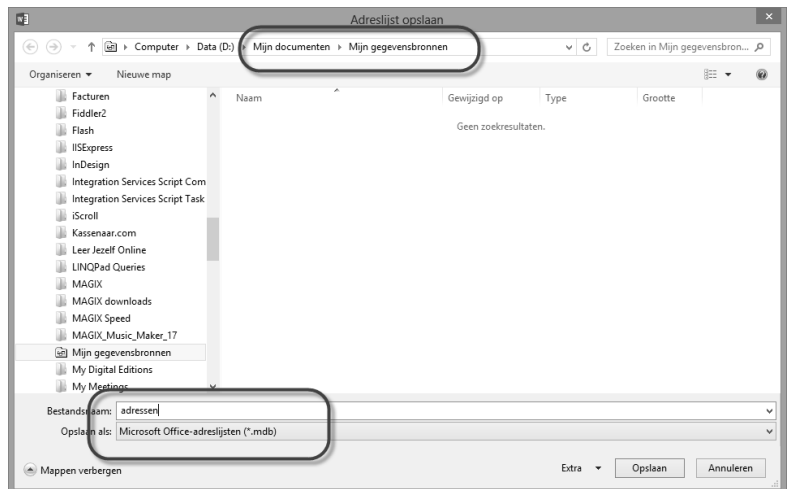 Adreslijst opslaan
Computer Data (D:) Mijn documenten Mijn gegevensbronnen Zoeken in Mijn gegevensbron...
Organiseren Nieuwe map
Naam Gewijzigd op Type Grootte
Geen zoekresultaten.
Facturen
Fiddler2
Flash
IISExpress
InDesign
Integration Services Script Com
Integration Services Script Task
iScroll
Kassenaar.com
Leer Jezelf Online
LINQPad Queries
MAGIX
MAGIX downloads
MAGIX Speed
MAGIX_Music_Maker_17
Mijn gegevensbronnen
My Digital Editions
My Meetings
Bestandsnaam: adressen
Opslaan als: Microsoft Office-adreslijsten (*.mdb)
Mappen verbergen Extra Opslaan Annuleren